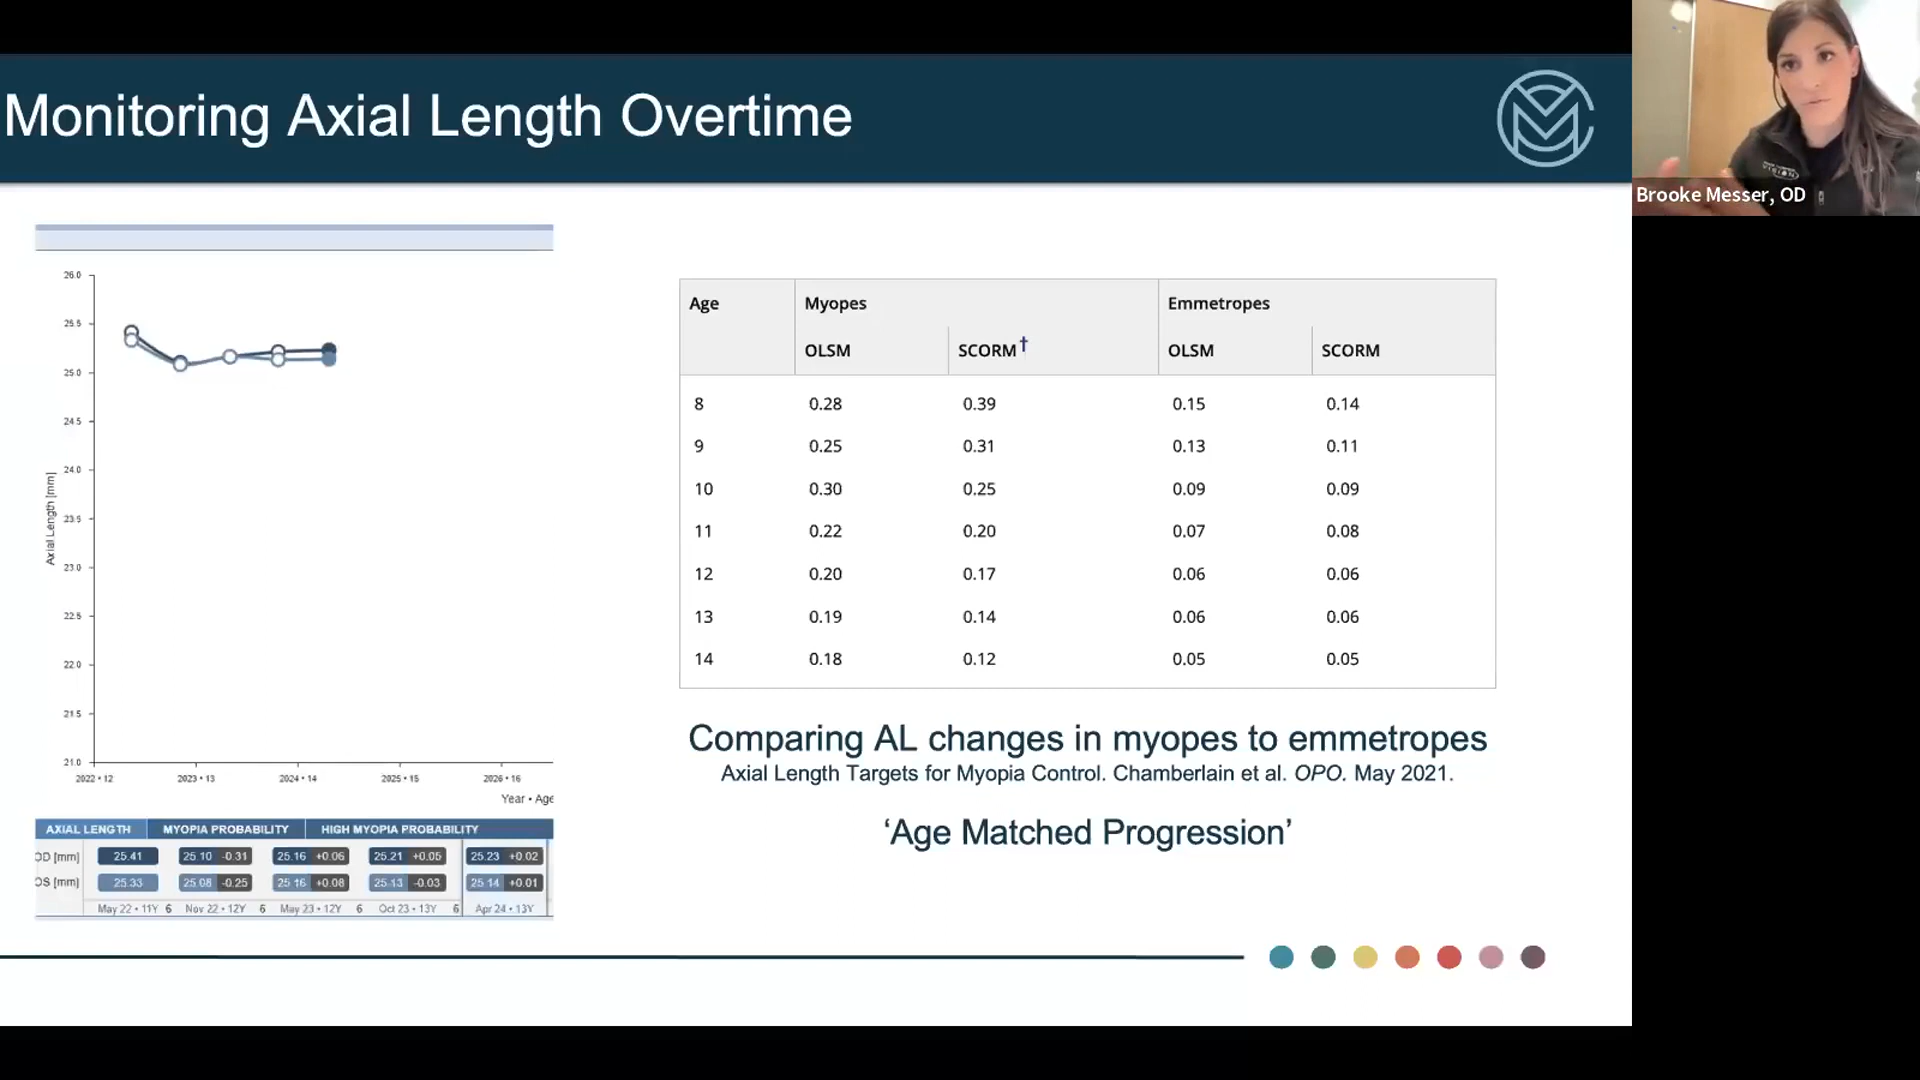 Monitoring Axial Length Overtime
Brooke Messer, OD
26.0
25.5
25.0
24.5
24.0
23.5
23.0
22.5
22.0
21.5
21.0
Axial Length [mm]
2022 • 12 2023 • 13 2024 • 14 2025 • 15 2026 • 16
Year • Age
AXIAL LENGTH MYOPIA PROBABILITY HIGH MYOPIA PROBABILITY
OD [mm] 25.41 25.10 -0.31 25.16 +0.06 25.21 +0.05 25.23 +0.02
OS [mm] 25.33 25.08 -0.25 25.16 +0.08 25.13 -0.03 25.14 +0.01
May 22 • 11Y 6 Nov 22 • 12Y 6 May 23 • 12Y 6 Oct 23 • 13Y 6 Apr 24 • 13Y
Age Myopes Emmetropes
OLSM SCORM† OLSM SCORM
8 0.28 0.39 0.15 0.14
9 0.25 0.31 0.13 0.11
10 0.30 0.25 0.09 0.09
11 0.22 0.20 0.07 0.08
12 0.20 0.17 0.06 0.06
13 0.19 0.14 0.06 0.06
14 0.18 0.12 0.05 0.05
Comparing AL changes in myopes to emmetropes
Axial Length Targets for Myopia Control. Chamberlain et al. OPO. May 2021.
‘Age Matched Progression’